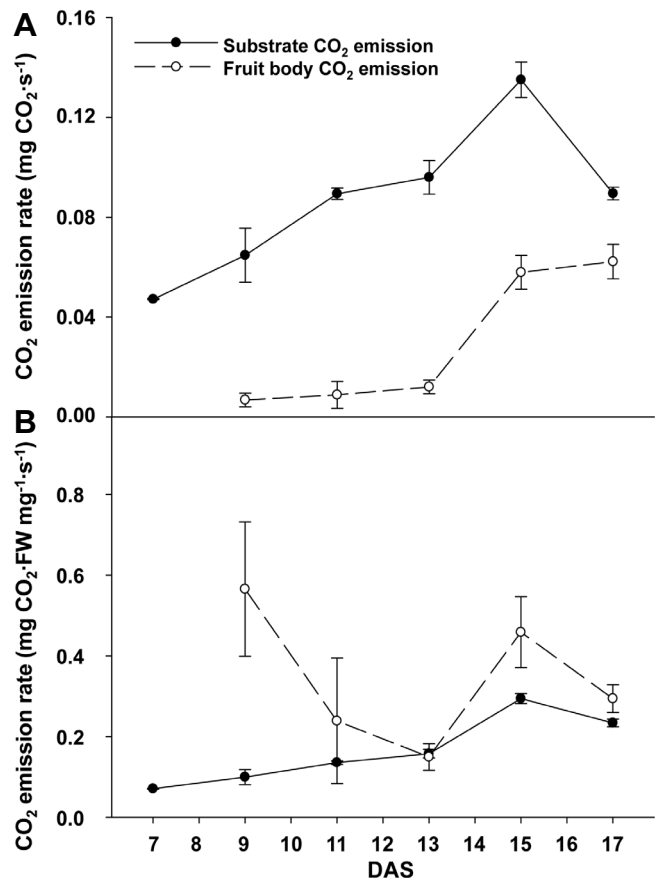 A
CO₂ emission rate (mg CO₂·s⁻¹)
0.16
0.12
0.08
0.04
0.00
Substrate CO₂ emission
Fruit body CO₂ emission
B
CO₂ emission rate (mg CO₂·FW mg⁻¹·s⁻¹)
0.8
0.6
0.4
0.2
0.0
7 8 9 10 11 12 13 14 15 16 17
DAS